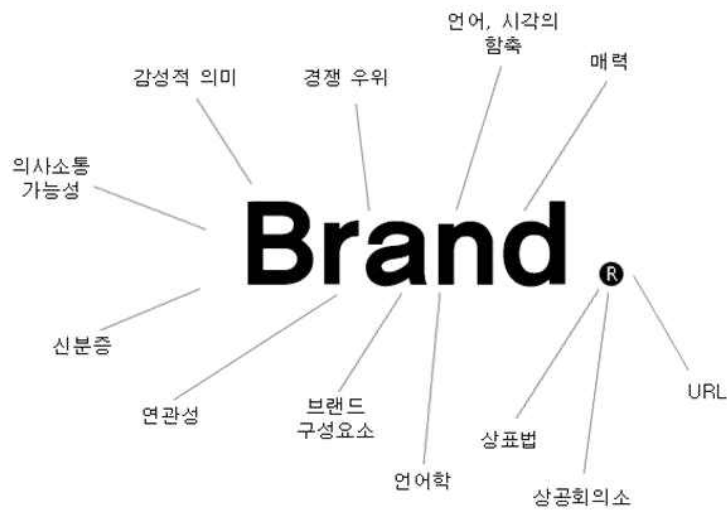 언어, 시각의
함축
감성적 의미
경쟁 우위
매력
의사소통
가능성
Brand
®
신분증
연관성
브랜드
구성요소
언어학
상표법
상공회의소
URL